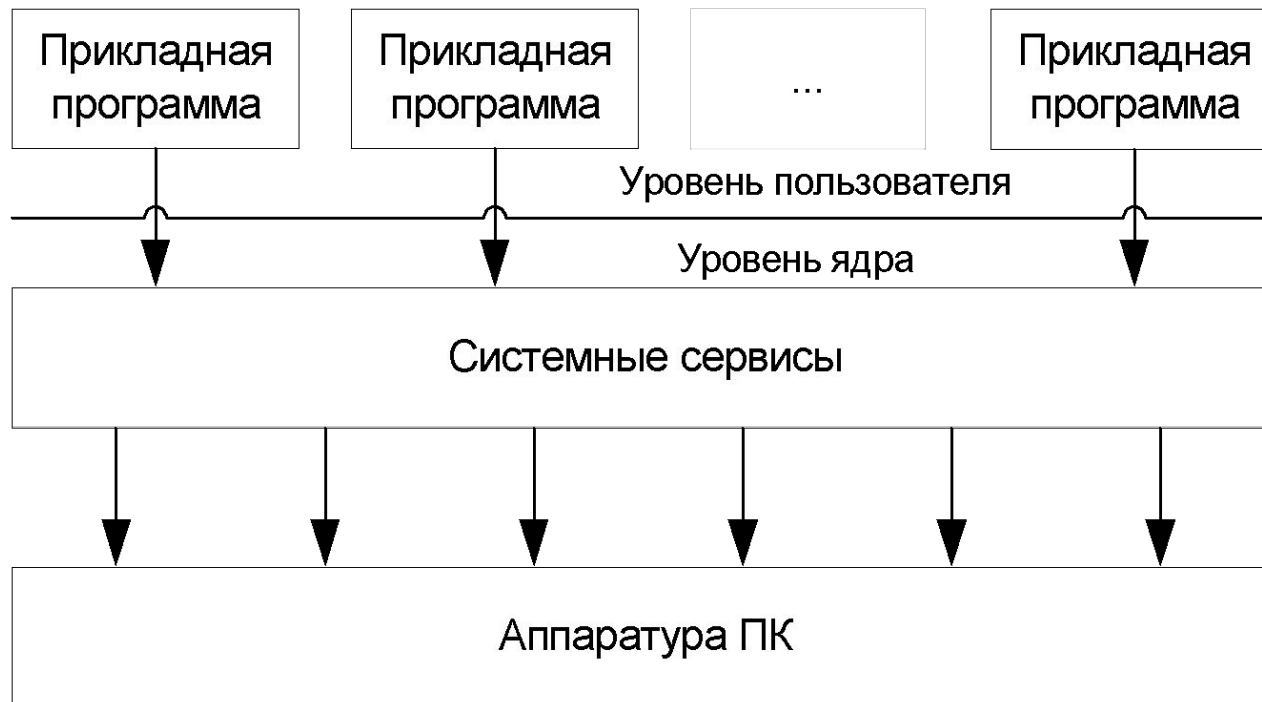 Прикладная Прикладная Прикладная
программа программа ... программа
Уровень пользователя
Уровень ядра
Системные сервисы
Аппаратура ПК